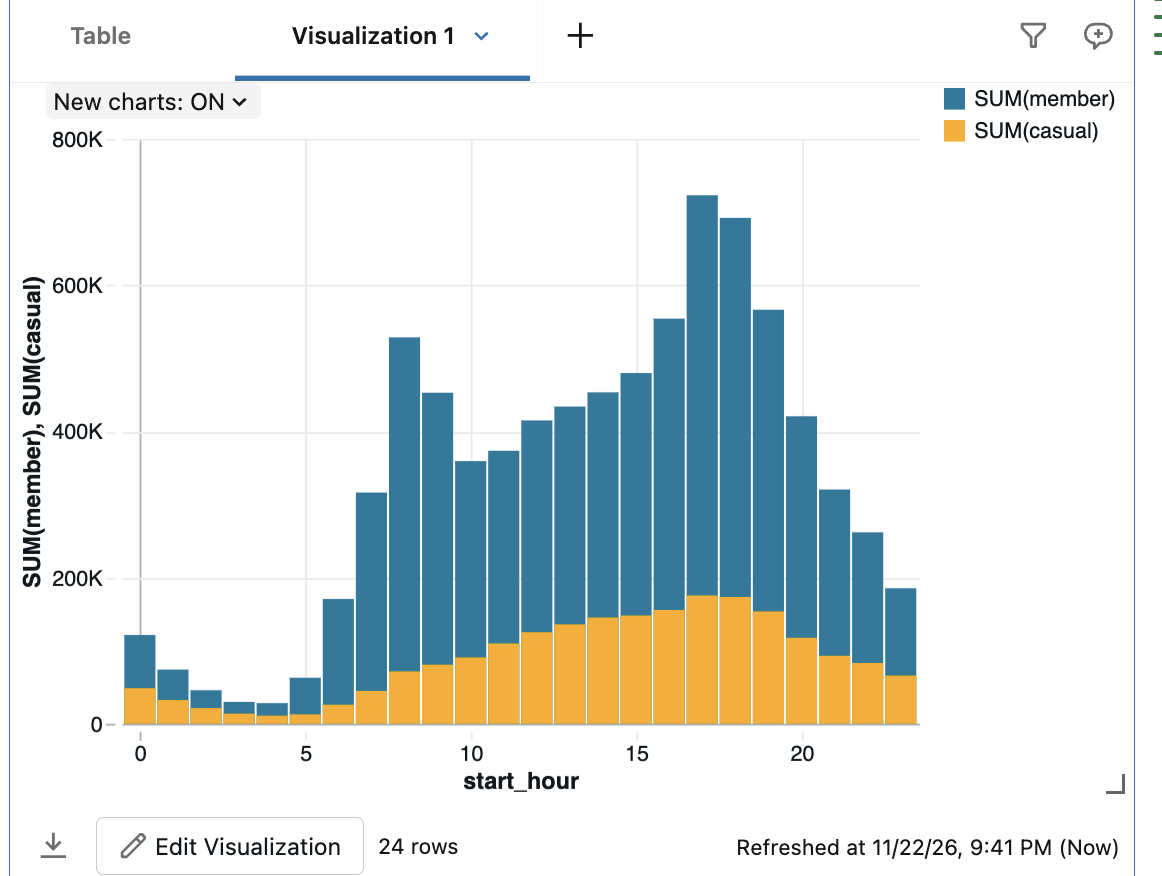 Table
Visualization 1
New charts: ON
SUM(member)
SUM(casual)
SUM(member), SUM(casual)
800K
600K
400K
200K
0
0 5 10 15 20
start_hour
Edit Visualization
24 rows
Refreshed at 11/22/26, 9:41 PM (Now)